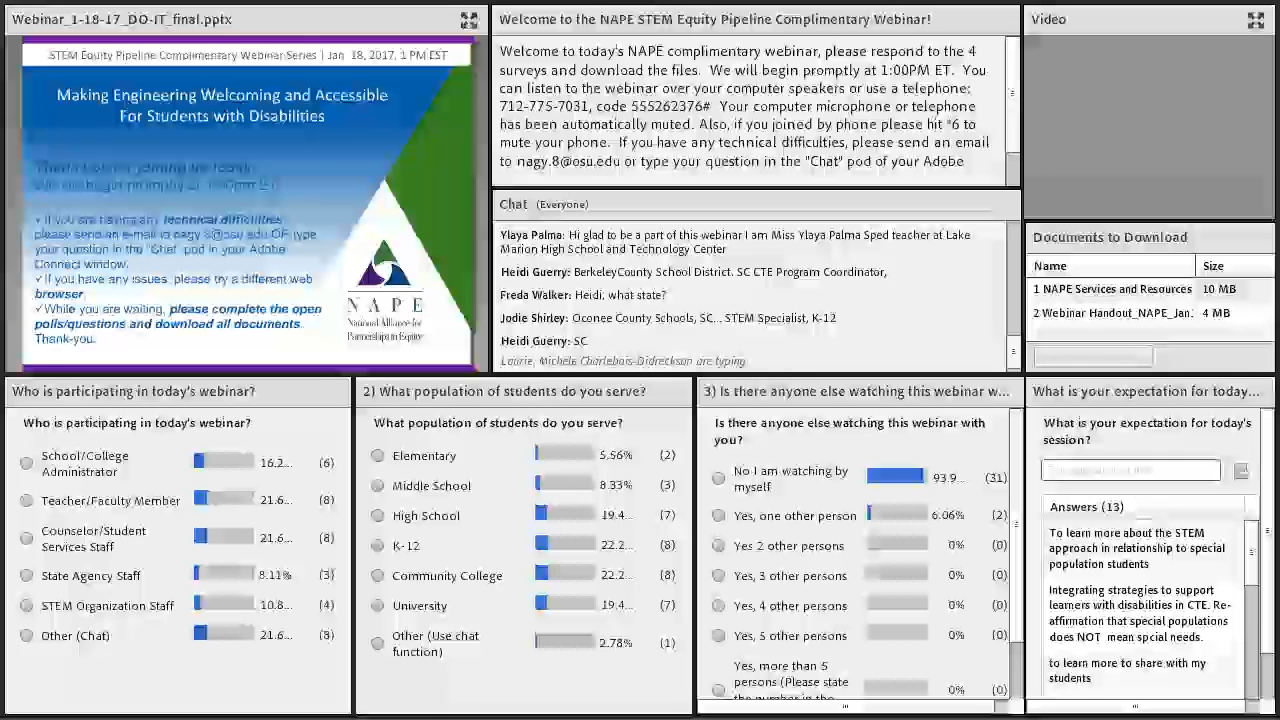 Webinar_1-18-17_DO-IT_final.pptx
STEM Equity Pipeline Complimentary Webinar Series | Jan 18, 2017, 1 PM EST
Making Engineering Welcoming and Accessible
For Students with Disabilities
✓If you are having any technical difficulties
please send an e-mail to nagy.8@osu.edu OR type
your question in the "Chat" pod in your Adobe
Connect window.
✓If you have any issues, please try a different web
browser
✓While you are waiting, please complete the open
polls/questions and download all documents.
Thank-you.
NAPE
National Alliance for
Partnerships in Equity
Welcome to the NAPE STEM Equity Pipeline Complimentary Webinar!
Welcome to today's NAPE complimentary webinar, please respond to the 4
surveys and download the files. We will begin promptly at 1:00PM ET. You
can listen to the webinar over your computer speakers or use a telephone:
712-775-7031, code 555262376# Your computer microphone or telephone
has been automatically muted. Also, if you joined by phone please hit *6 to
mute your phone. If you have any technical difficulties, please send an email
to nagy.8@osu.edu or type your question in the "Chat" pod of your Adobe
Chat (Everyone)
Ylaya Palma: Hi glad to be a part of this webinar I am Miss Ylaya Palma Sped teacher at Lake
Marion High School and Technology Center
Heidi Guerry: BerkeleyCounty School District. SC CTE Program Coordinator,
Freda Walker: Heidi, what state?
Jodie Shirley: Oconee County Schools, SC... STEM Specialist, K-12
Heidi Guerry: SC
Laurie, Michele Charlebois-Didreckson are typing
Video
Documents to Download
Name Size
1 NAPE Services and Resources 10 MB
2 Webinar Handout_NAPE_Jan. 4 MB
Who is participating in today's webinar?
Who is participating in today's webinar?
School/College
Administrator 16.2... (6)
Teacher/Faculty Member 21.6... (8)
Counselor/Student
Services Staff 21.6... (8)
State Agency Staff 8.11% (3)
STEM Organization Staff 10.8... (4)
Other (Chat) 21.6... (8)
2) What population of students do you serve?
What population of students do you serve?
Elementary 5.56% (2)
Middle School 8.33% (3)
High School 19.4... (7)
K-12 22.2... (8)
Community College 22.2... (8)
University 19.4... (7)
Other (Use chat
function) 2.78% (1)
3) Is there anyone else watching this webinar w...
Is there anyone else watching this webinar with
you?
No I am watching by
myself 93.9... (31)
Yes, one other person 6.06% (2)
Yes 2 other persons 0% (0)
Yes, 3 other persons 0% (0)
Yes, 4 other persons 0% (0)
Yes, 5 other persons 0% (0)
Yes, more than 5
persons (Please state 0% (0)
the number in the
What is your expectation for today...
What is your expectation for today's
session?
Answers (13)
To learn more about the STEM
approach in relationship to special
population students
Integrating strategies to support
learners with disabilities in CTE. Re-
affirmation that special populations
does NOT mean spcial needs.
to learn more to share with my
students